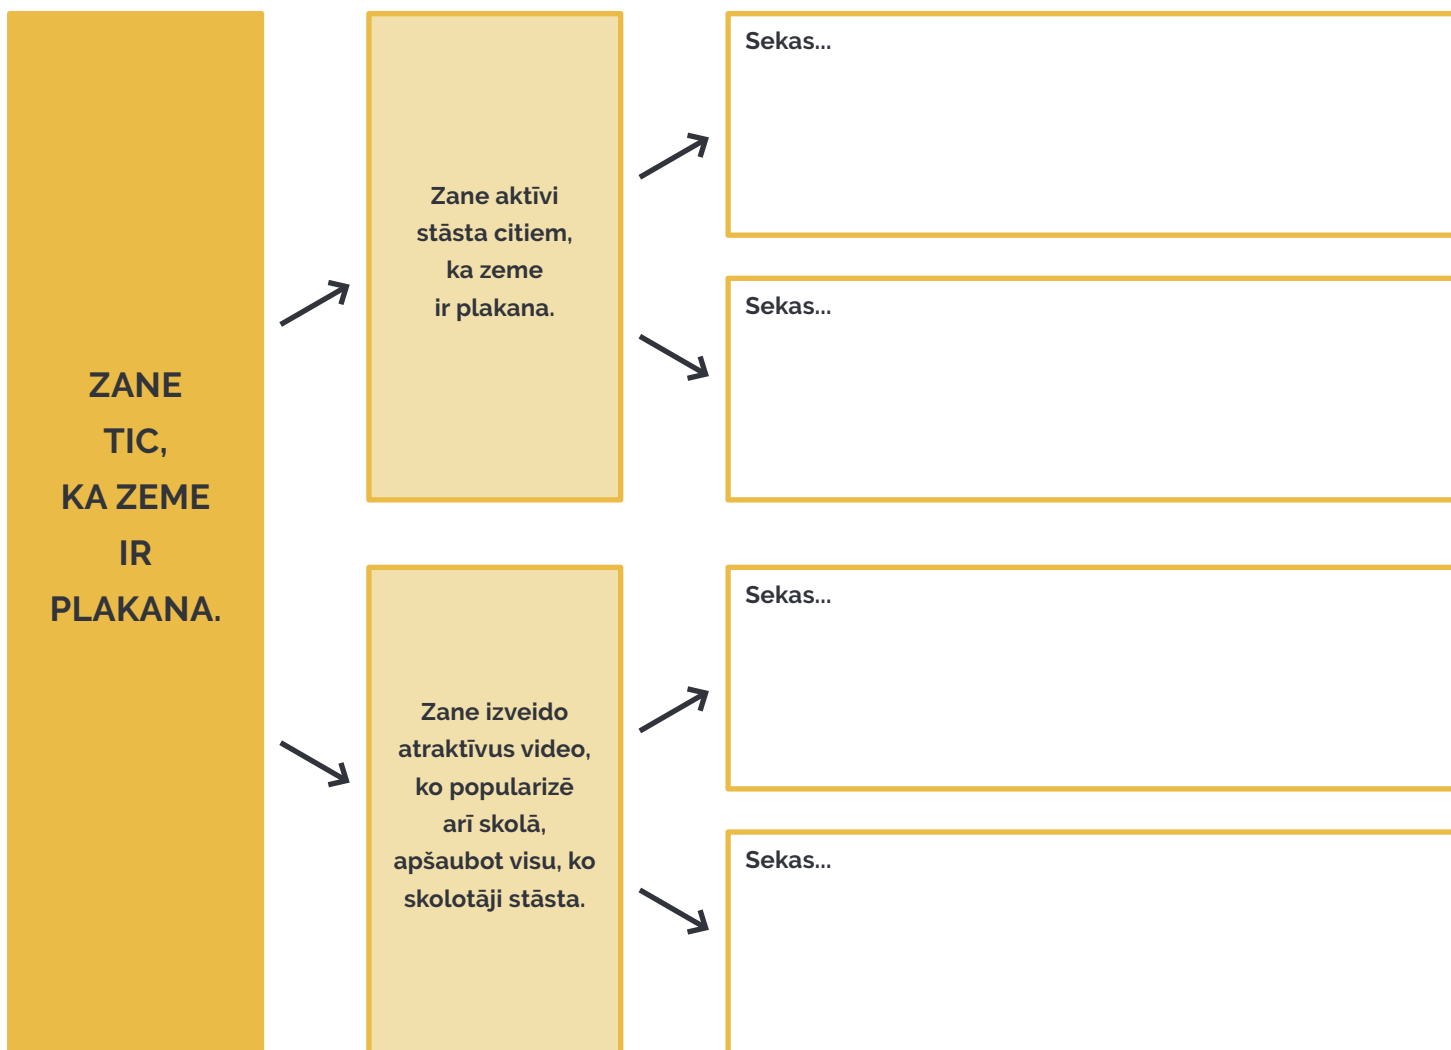 ZANE
TIC,
KA ZEME
IR
PLAKANA.
Zane aktīvi
stāsta citiem,
ka zeme
ir plakana.
Sekas...
Sekas...
Zane izveido
atraktīvus video,
ko popularizē
arī skolā,
apšaubot visu, ko
skolotāji stāsta.
Sekas...
Sekas...